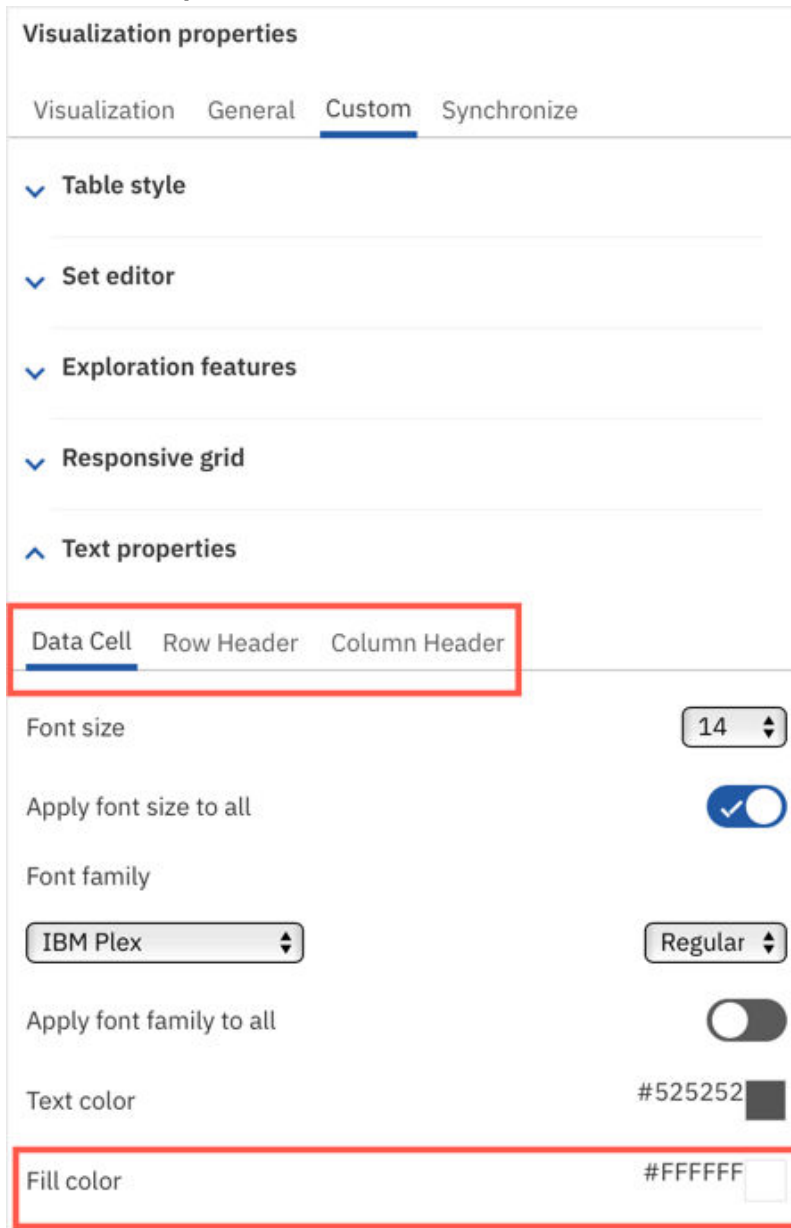 Visualization properties
Visualization General Custom Synchronize
Table style
Set editor
Exploration features
Responsive grid
Text properties
Data Cell Row Header Column Header
Font size 14
Apply font size to all
Font family
IBM Plex Regular
Apply font family to all
Text color #525252
Fill color #FFFFFF